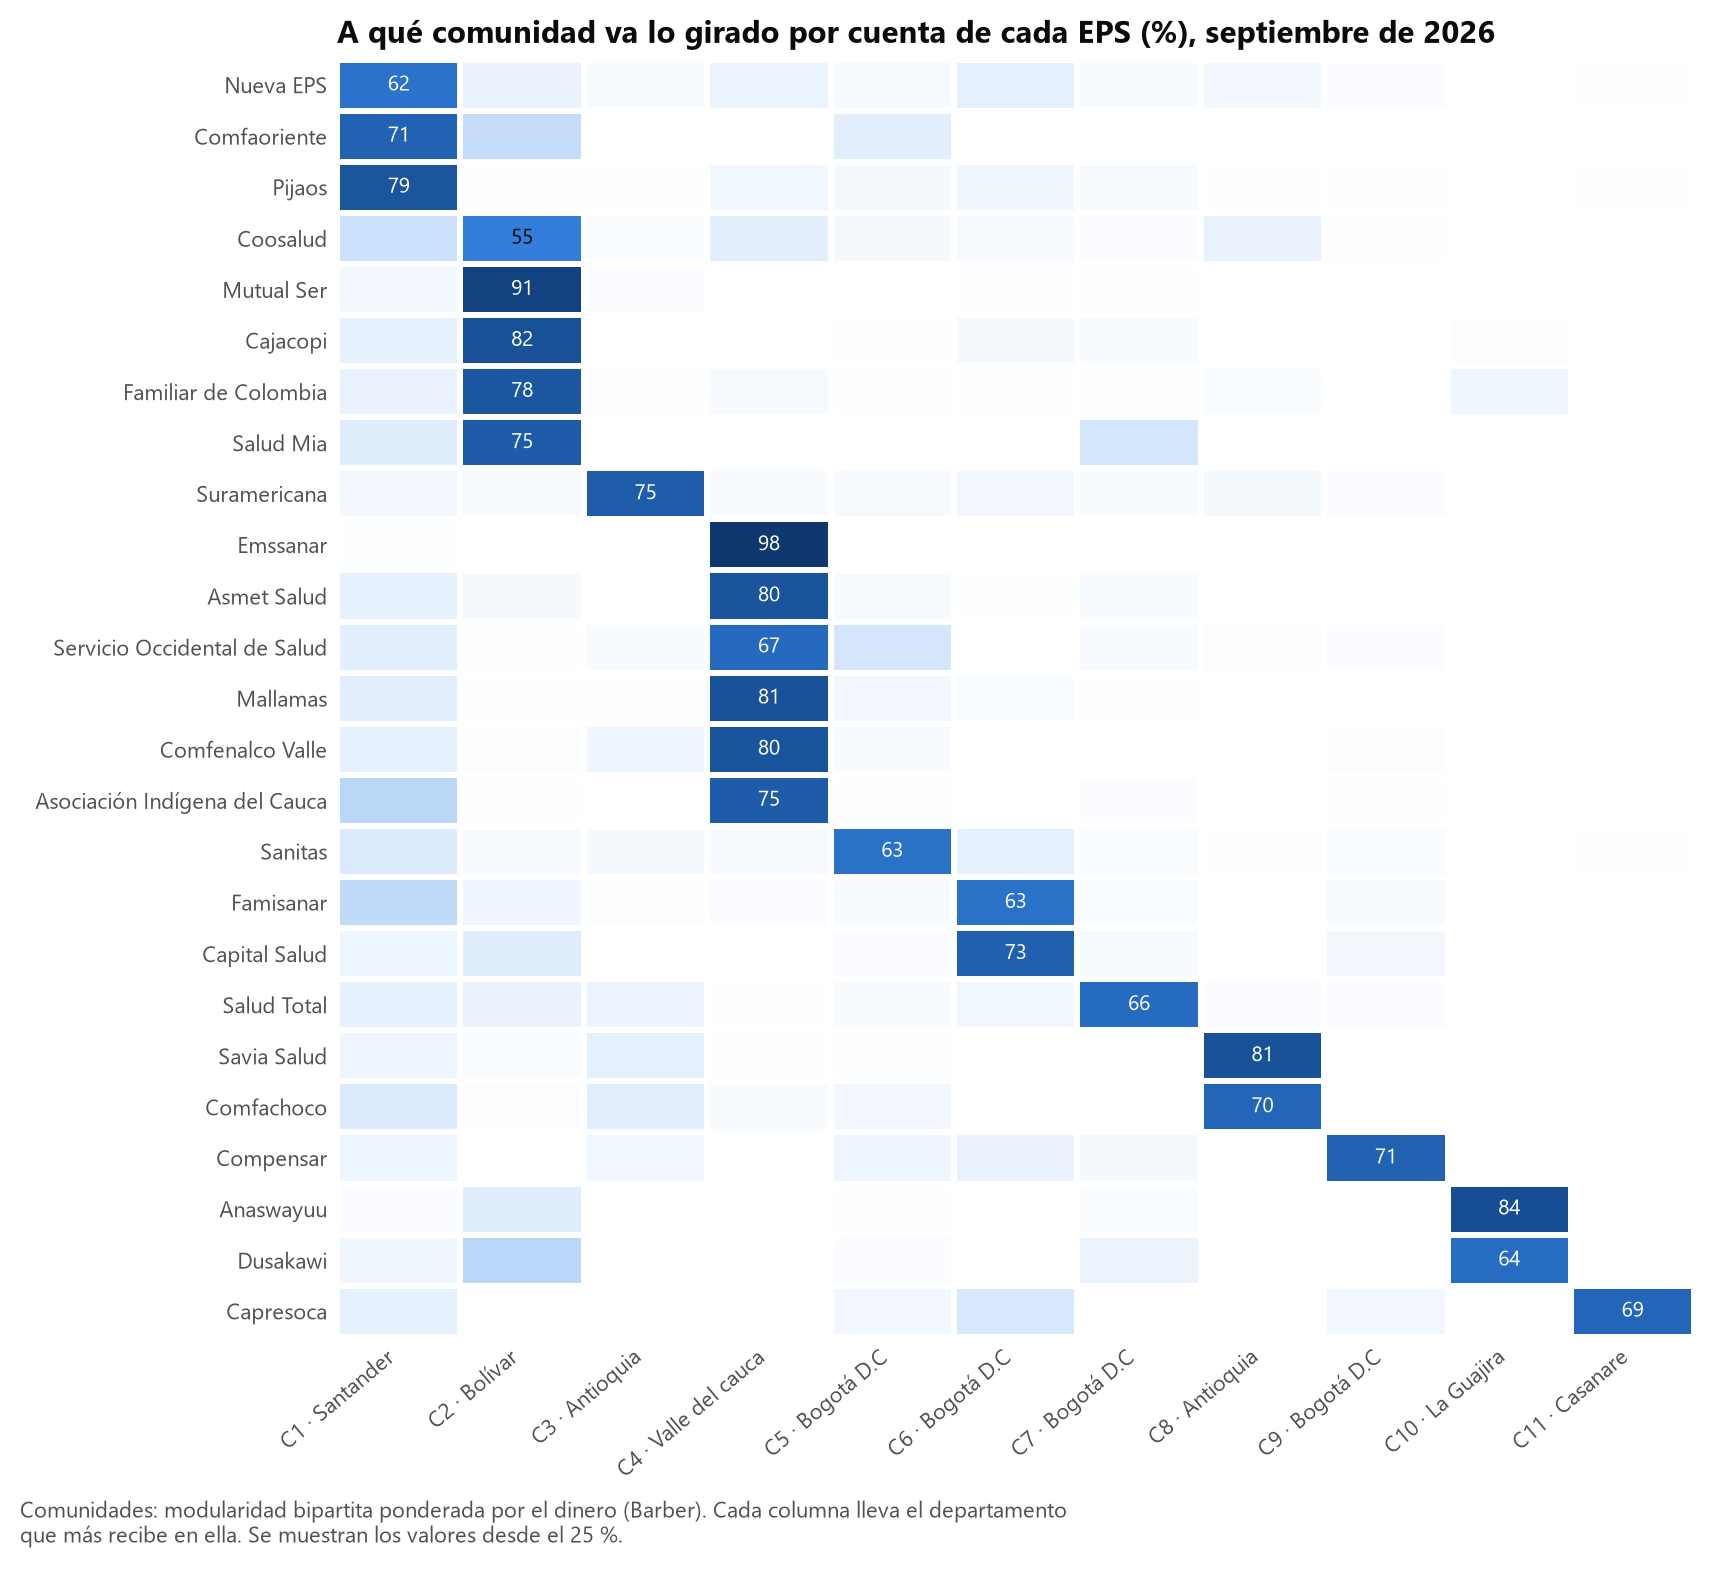 A qué comunidad va lo girado por cuenta de cada EPS (%), septiembre de 2026
Nueva EPS 62
Comfaoriente 71
Pijaos 79
Coosalud 55
Mutual Ser 91
Cajacopi 82
Familiar de Colombia 78
Salud Mia 75
Suramericana 75
Emssanar 98
Asmet Salud 80
Servicio Occidental de Salud 67
Mallamas 81
Comfenalco Valle 80
Asociación Indígena del Cauca 75
Sanitas 63
Famisanar 63
Capital Salud 73
Salud Total 66
Savia Salud 81
Comfachoco 70
Compensar 71
Anaswayuu 84
Dusakawi 64
Capresoca 69
C1 · Santander
C2 · Bolívar
C3 · Antioquia
C4 · Valle del cauca
C5 · Bogotá D.C
C6 · Bogotá D.C
C7 · Bogotá D.C
C8 · Antioquia
C9 · Bogotá D.C
C10 · La Guajira
C11 · Casanare
Comunidades: modularidad bipartita ponderada por el dinero (Barber). Cada columna lleva el departamento
que más recibe en ella. Se muestran los valores desde el 25 %.